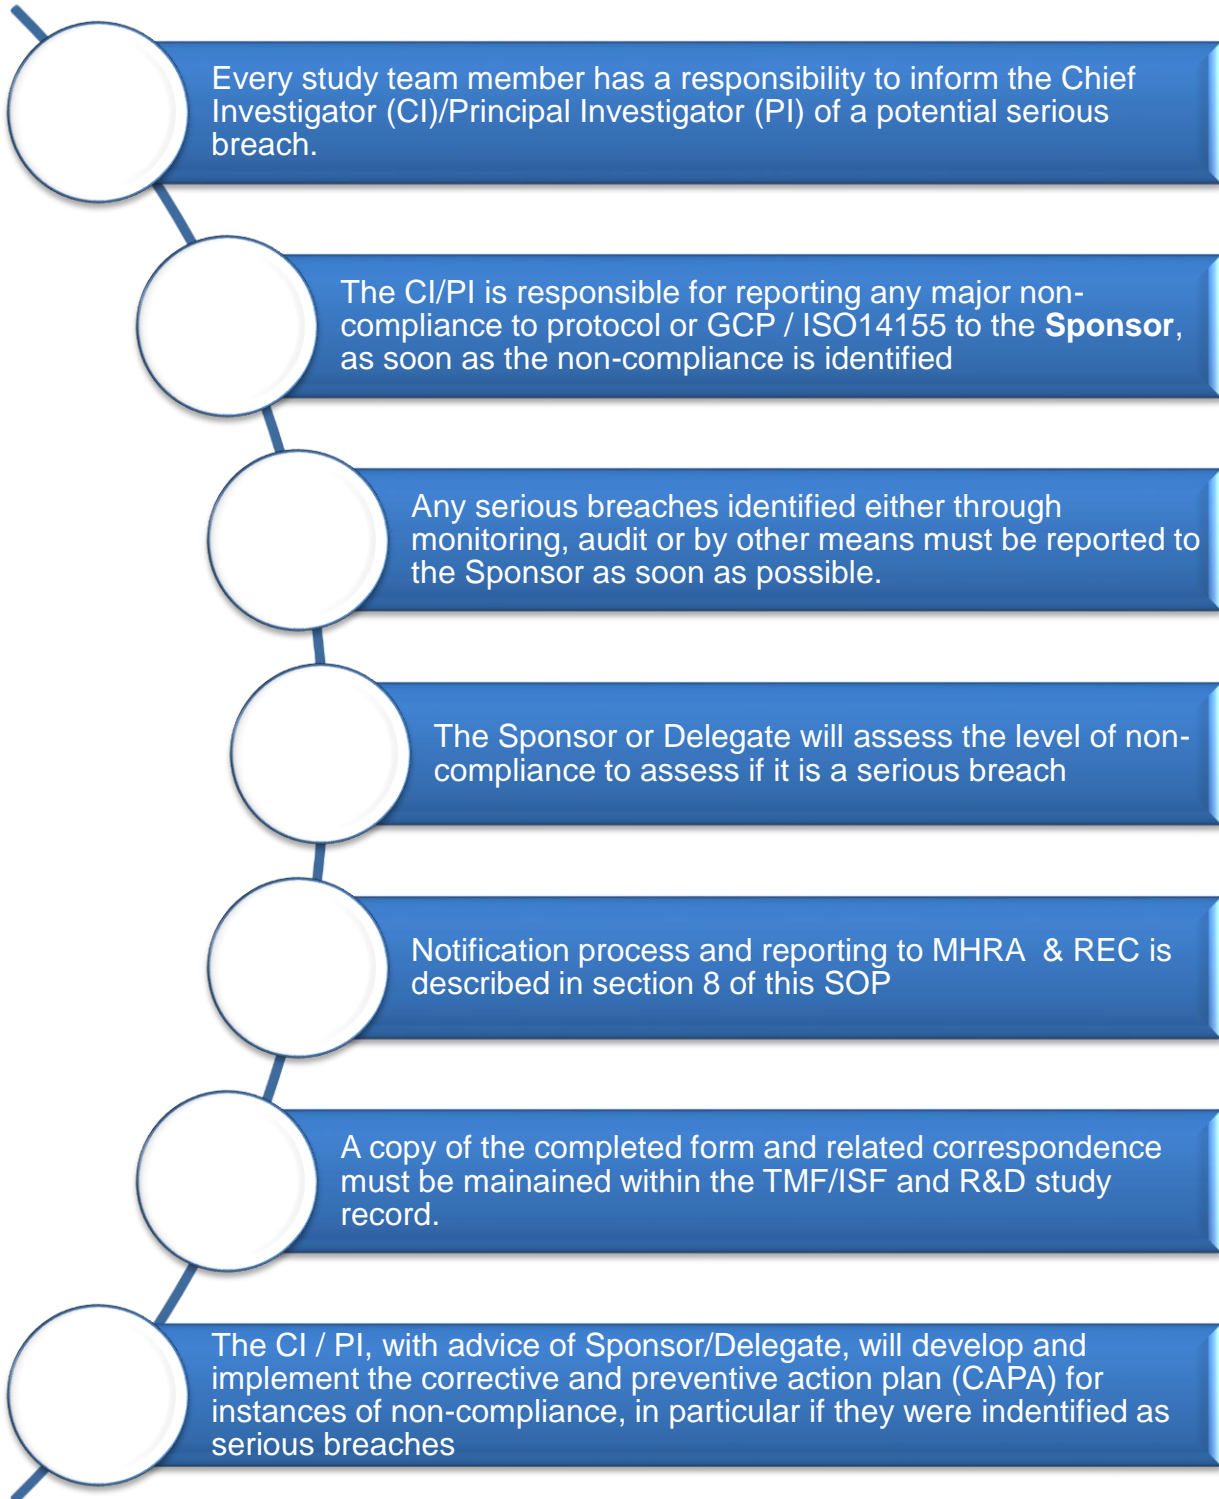 Every study team member has a responsibility to inform the Chief
Investigator (CI)/Principal Investigator (PI) of a potential serious
breach.
The CI/PI is responsible for reporting any major non-
compliance to protocol or GCP / ISO14155 to the Sponsor,
as soon as the non-compliance is identified
Any serious breaches identified either through
monitoring, audit or by other means must be reported to
the Sponsor as soon as possible.
The Sponsor or Delegate will assess the level of non-
compliance to assess if it is a serious breach
Notification process and reporting to MHRA  & REC is
described in section 8 of this SOP
A copy of the completed form and related correspondence
must be mainained within the TMF/ISF and R&D study
record.
The CI / PI, with advice of Sponsor/Delegate, will develop and
implement the corrective and preventive action plan (CAPA) for
instances of non-compliance, in particular if they were indentified as
serious breaches